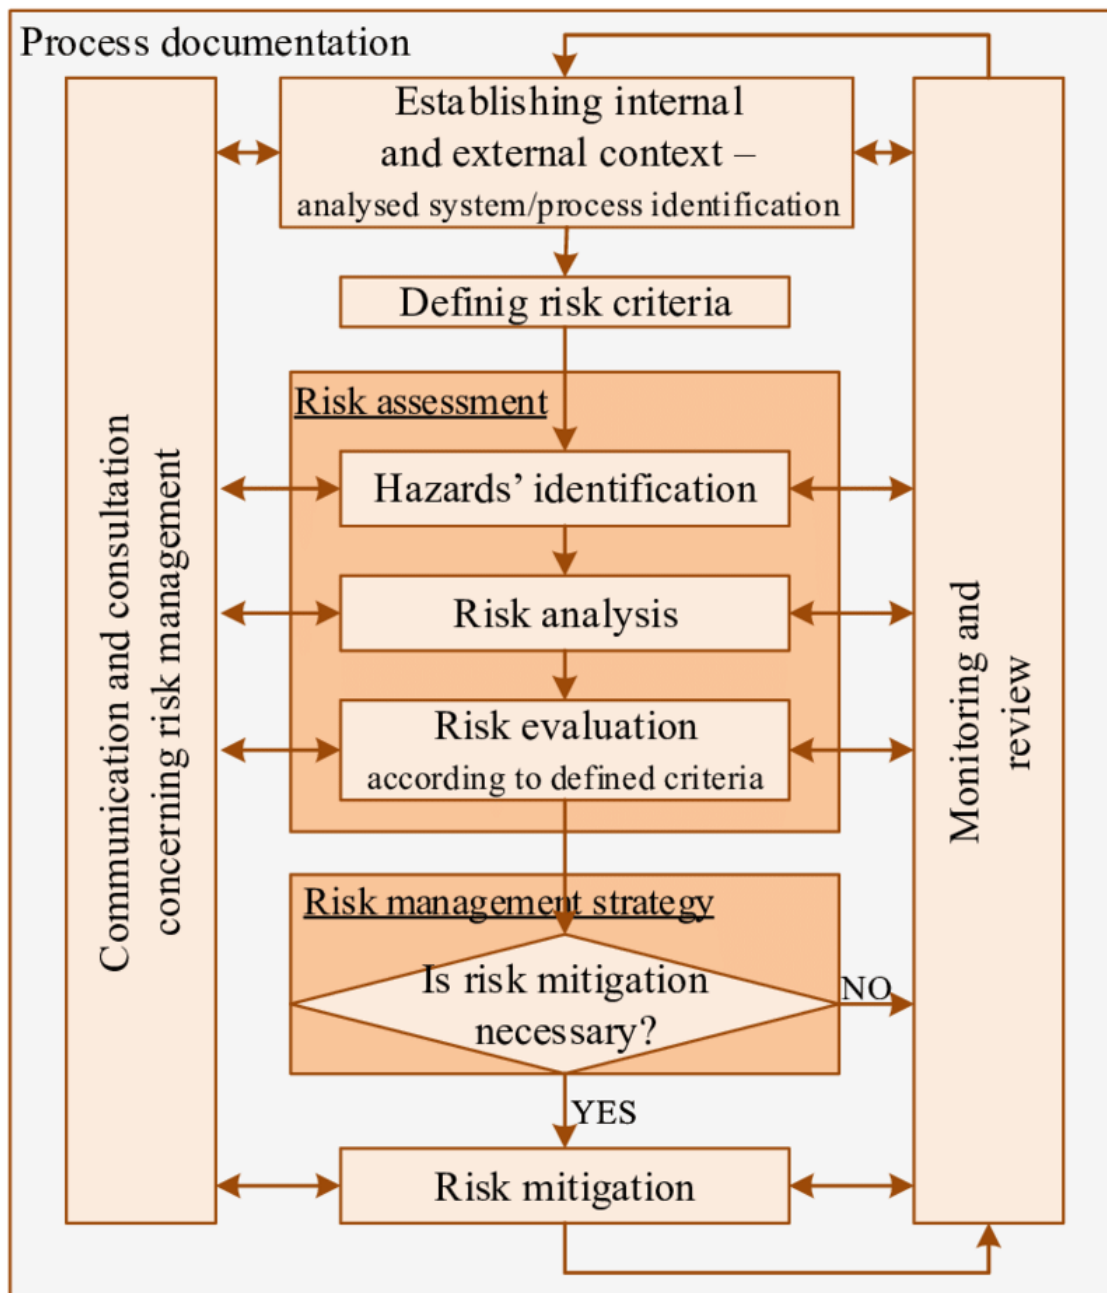 Process documentation
Establishing internal
and external context –
analysed system/process identification
Definig risk criteria
Risk assessment
Hazards’ identification
Risk analysis
Risk evaluation
according to defined criteria
Risk management strategy
Is risk mitigation
necessary?
NO
YES
Risk mitigation
Communication and consultation
concerning risk management
Monitoring and
review